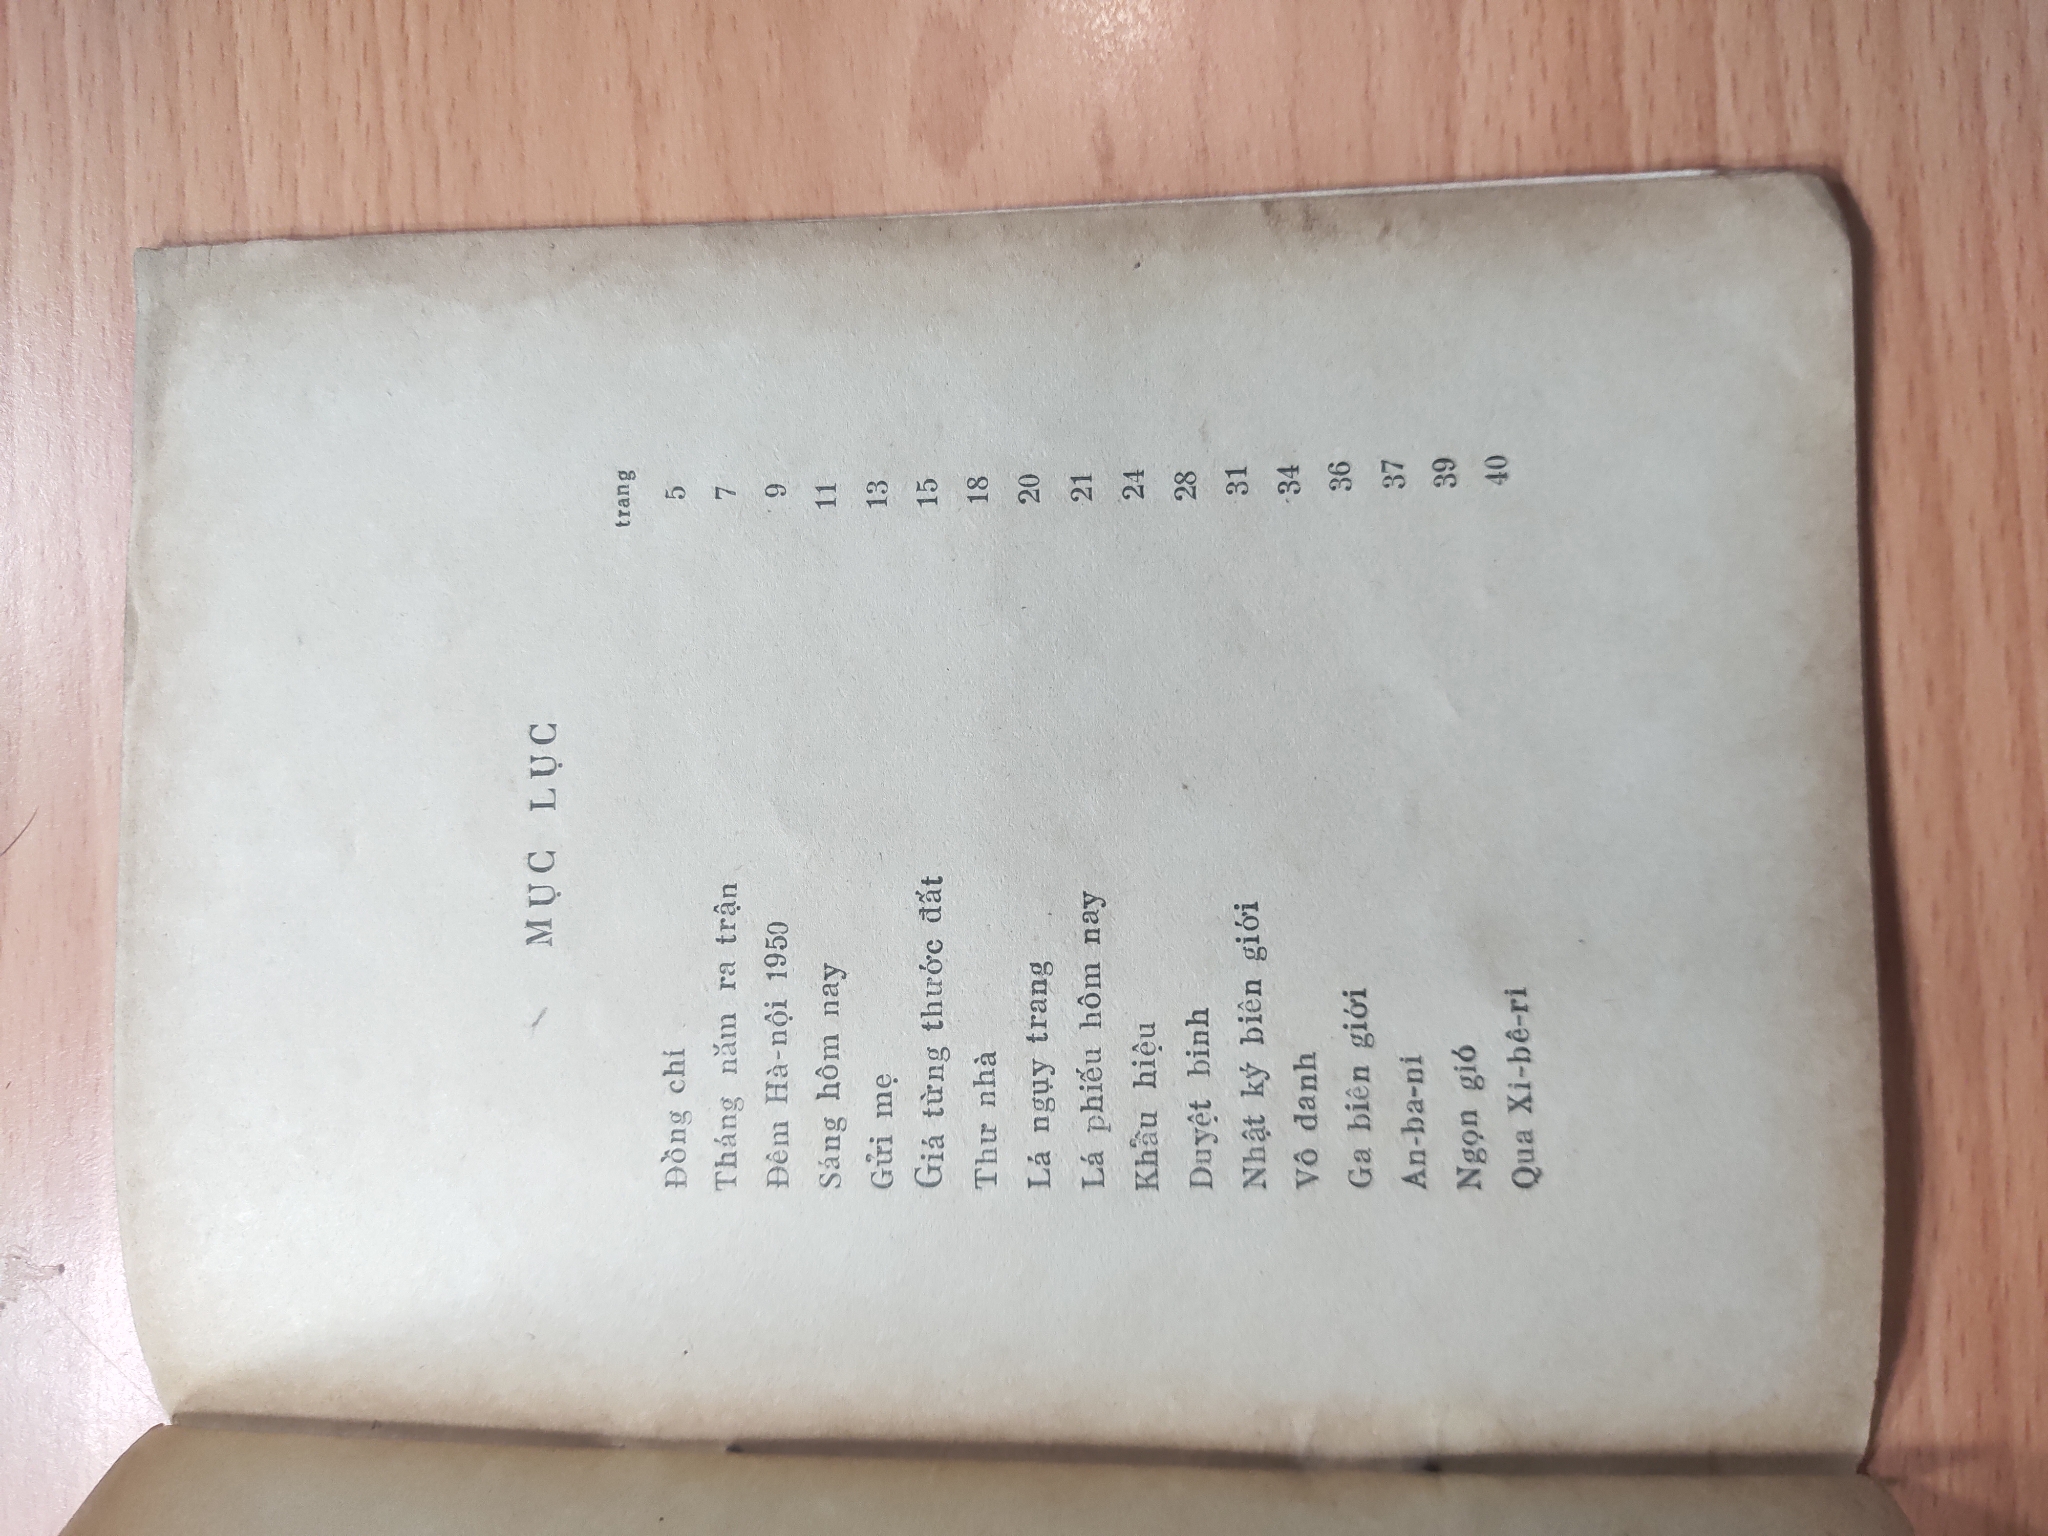 MỤC LỤC
trang
Đồng chí 5
Tháng năm ra trận 7
Đêm Hà-nội 1950 9
Sáng hôm nay 11
Gửi mẹ 13
Giá từng thước đất 15
Thư nhà 18
Lá ngụy trang 20
Lá phiếu hôm nay 21
Khẩu hiệu 24
Duyệt binh 28
Nhật ký biên giới 31
Vô danh 34
Ga biên giới 36
An-ba-ni 37
Ngọn gió 39
Qua Xi-bê-ri 40